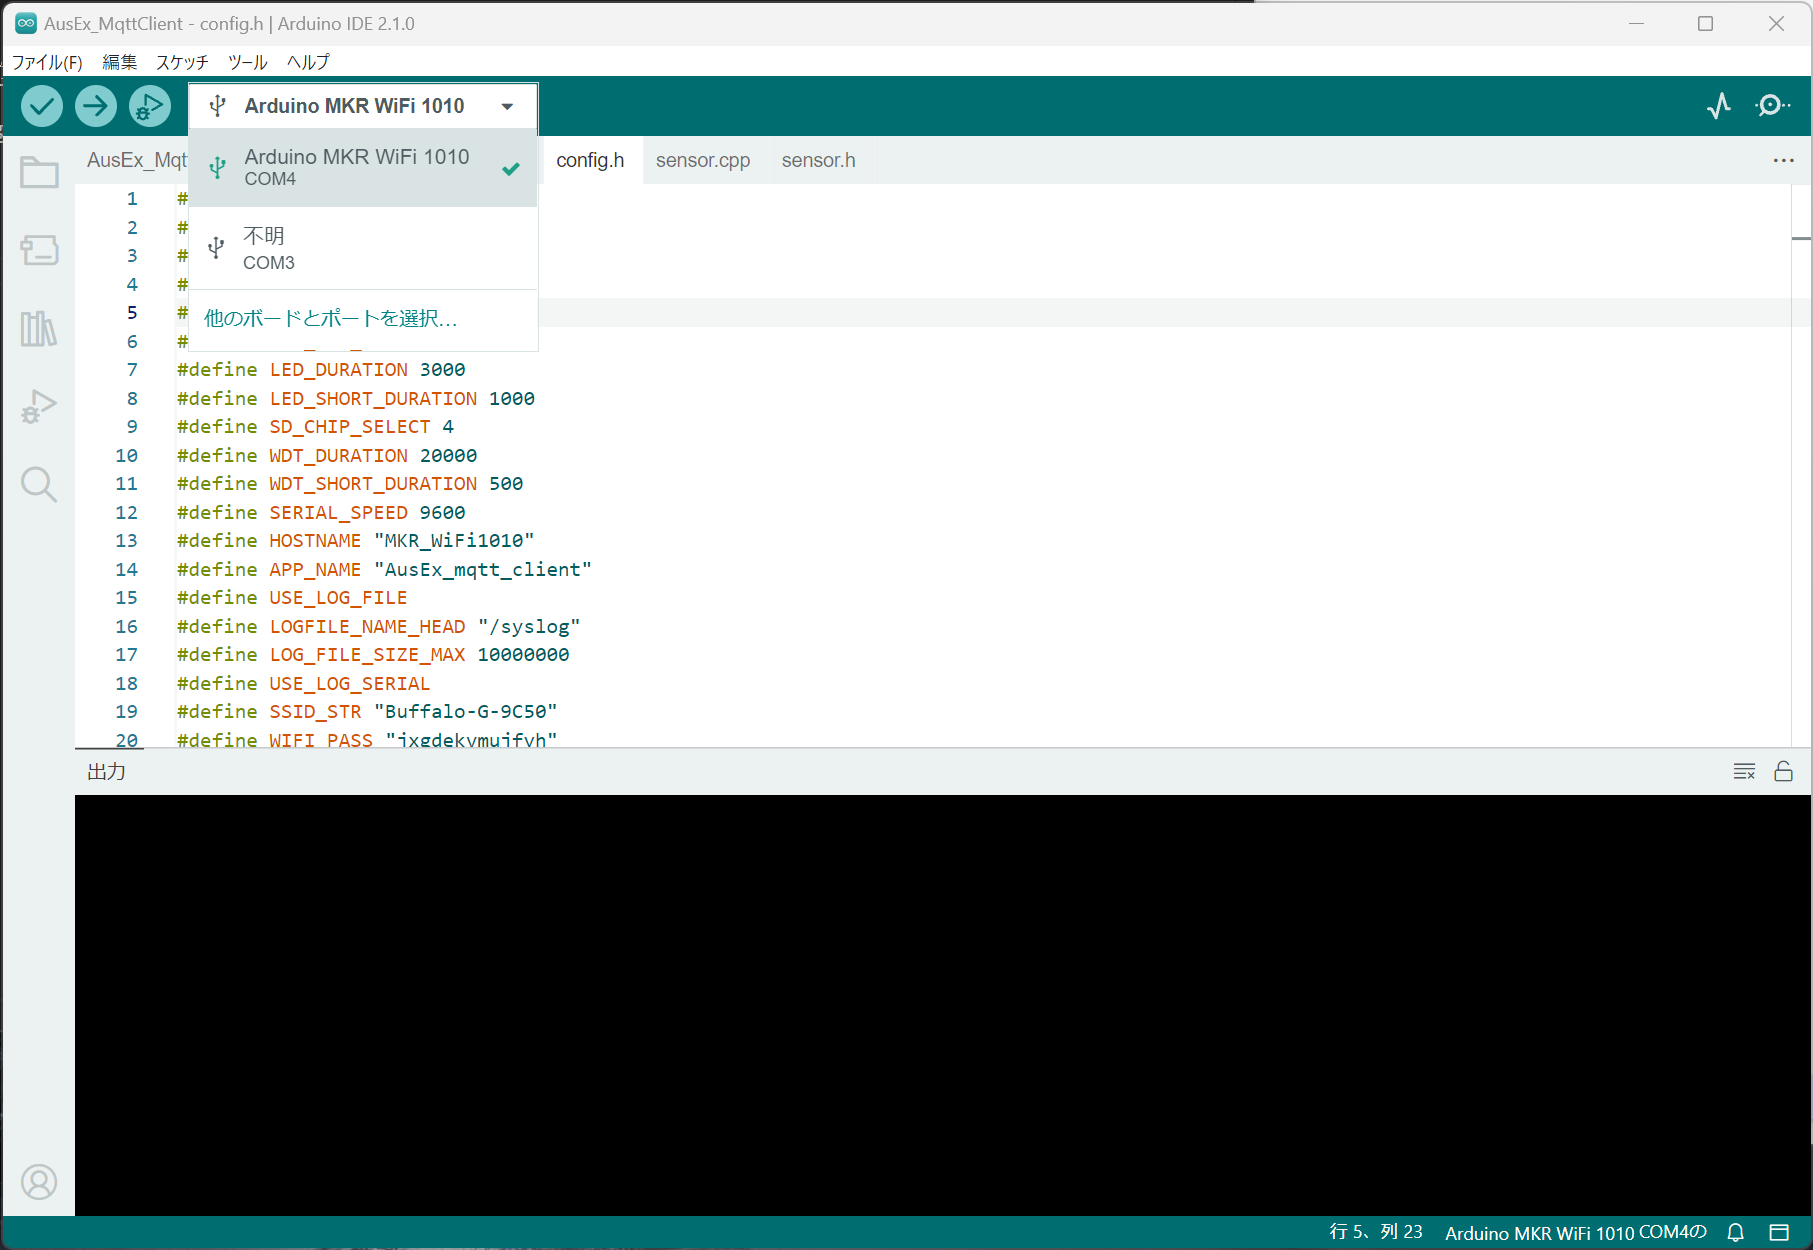 AusEx_MqttClient - config.h | Arduino IDE 2.1.0
ファイル(F) 編集 スケッチ ツール ヘルプ
Arduino MKR WiFi 1010
AusEx_Mqt config.h sensor.cpp sensor.h
Arduino MKR WiFi 1010
COM4
不明
COM3
他のボードとポートを選択...
1 #
2 #
3 #
4 #
5 #
6 #
7 #define LED_DURATION 3000
8 #define LED_SHORT_DURATION 1000
9 #define SD_CHIP_SELECT 4
10 #define WDT_DURATION 20000
11 #define WDT_SHORT_DURATION 500
12 #define SERIAL_SPEED 9600
13 #define HOSTNAME "MKR_WiFi1010"
14 #define APP_NAME "AusEx_mqtt_client"
15 #define USE_LOG_FILE
16 #define LOGFILE_NAME_HEAD "/syslog"
17 #define LOG_FILE_SIZE_MAX 10000000
18 #define USE_LOG_SERIAL
19 #define SSID_STR "Buffalo-G-9C50"
20 #define WIFI_PASS
出力
行 5、列 23 Arduino MKR WiFi 1010 COM4の